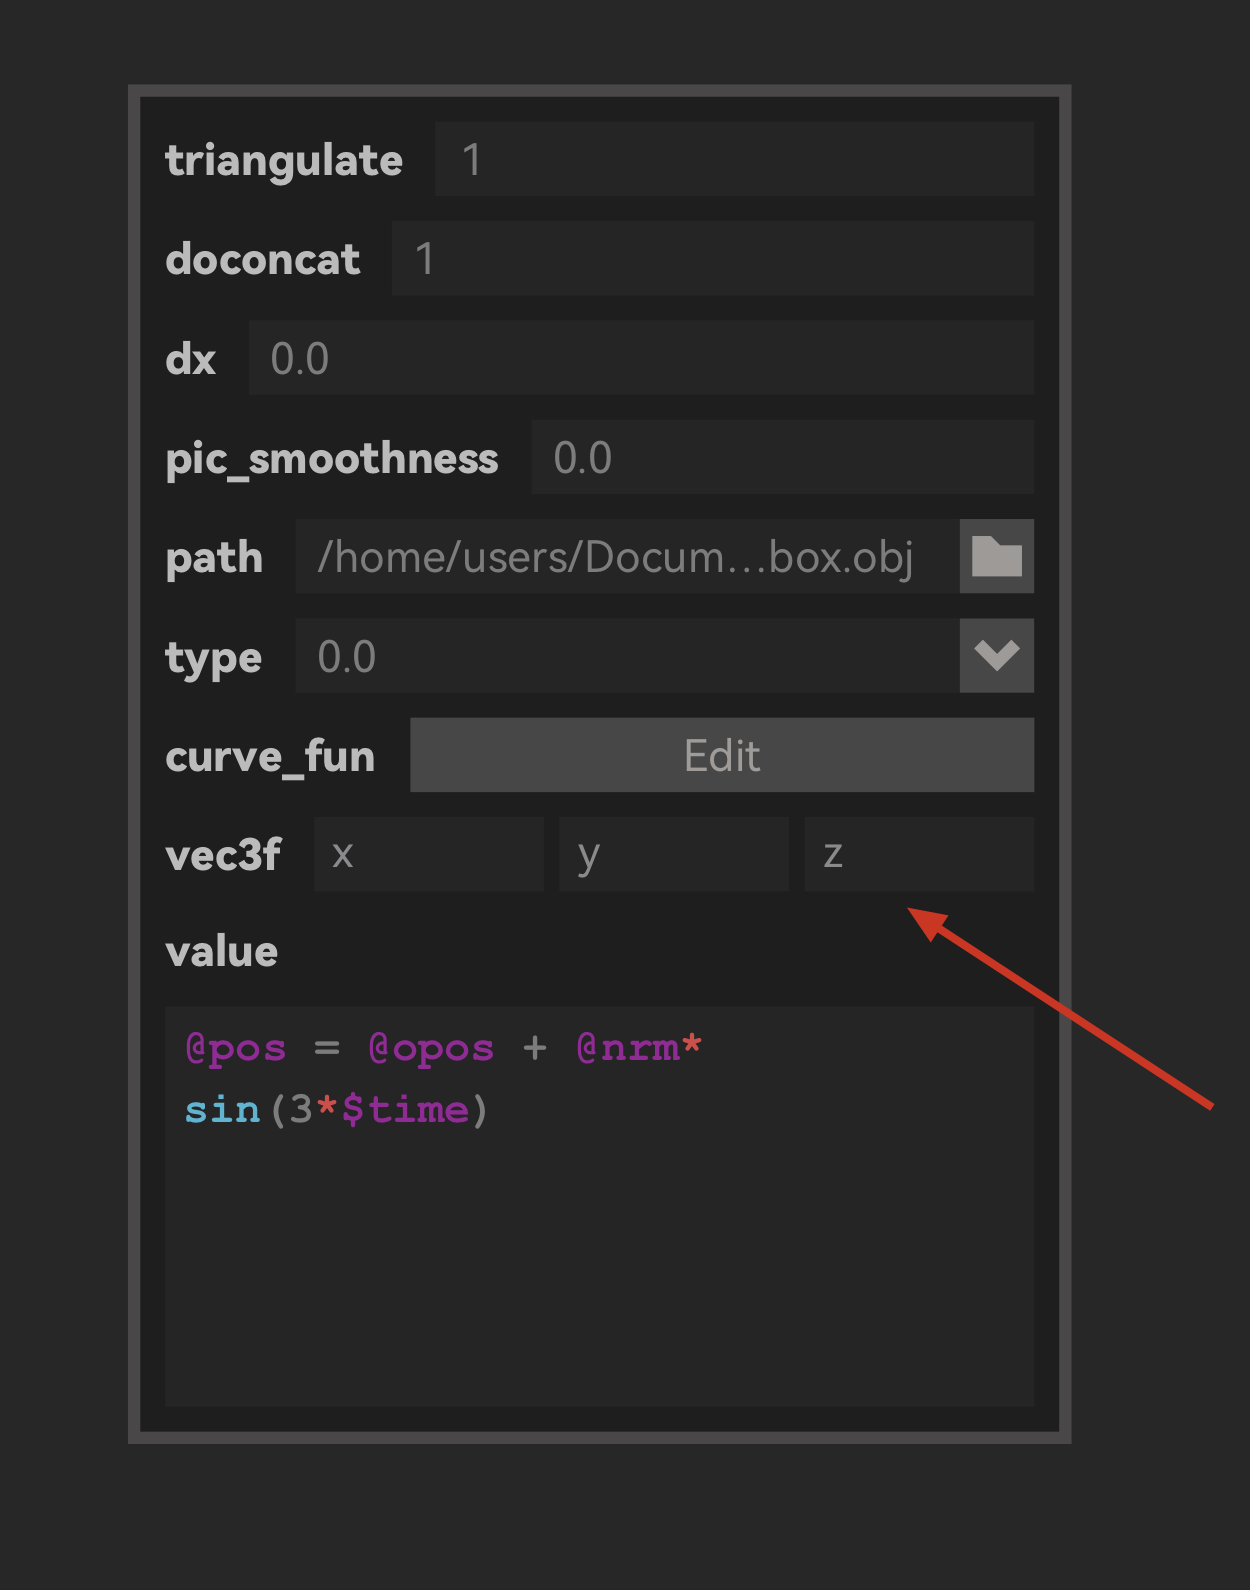 triangulate 1
doconcat 1
dx 0.0
pic_smoothness 0.0
path /home/users/Docum...box.obj
type 0.0
curve_fun Edit
vec3f x y z
value
@pos = @opos + @nrm*
sin(3*$time)